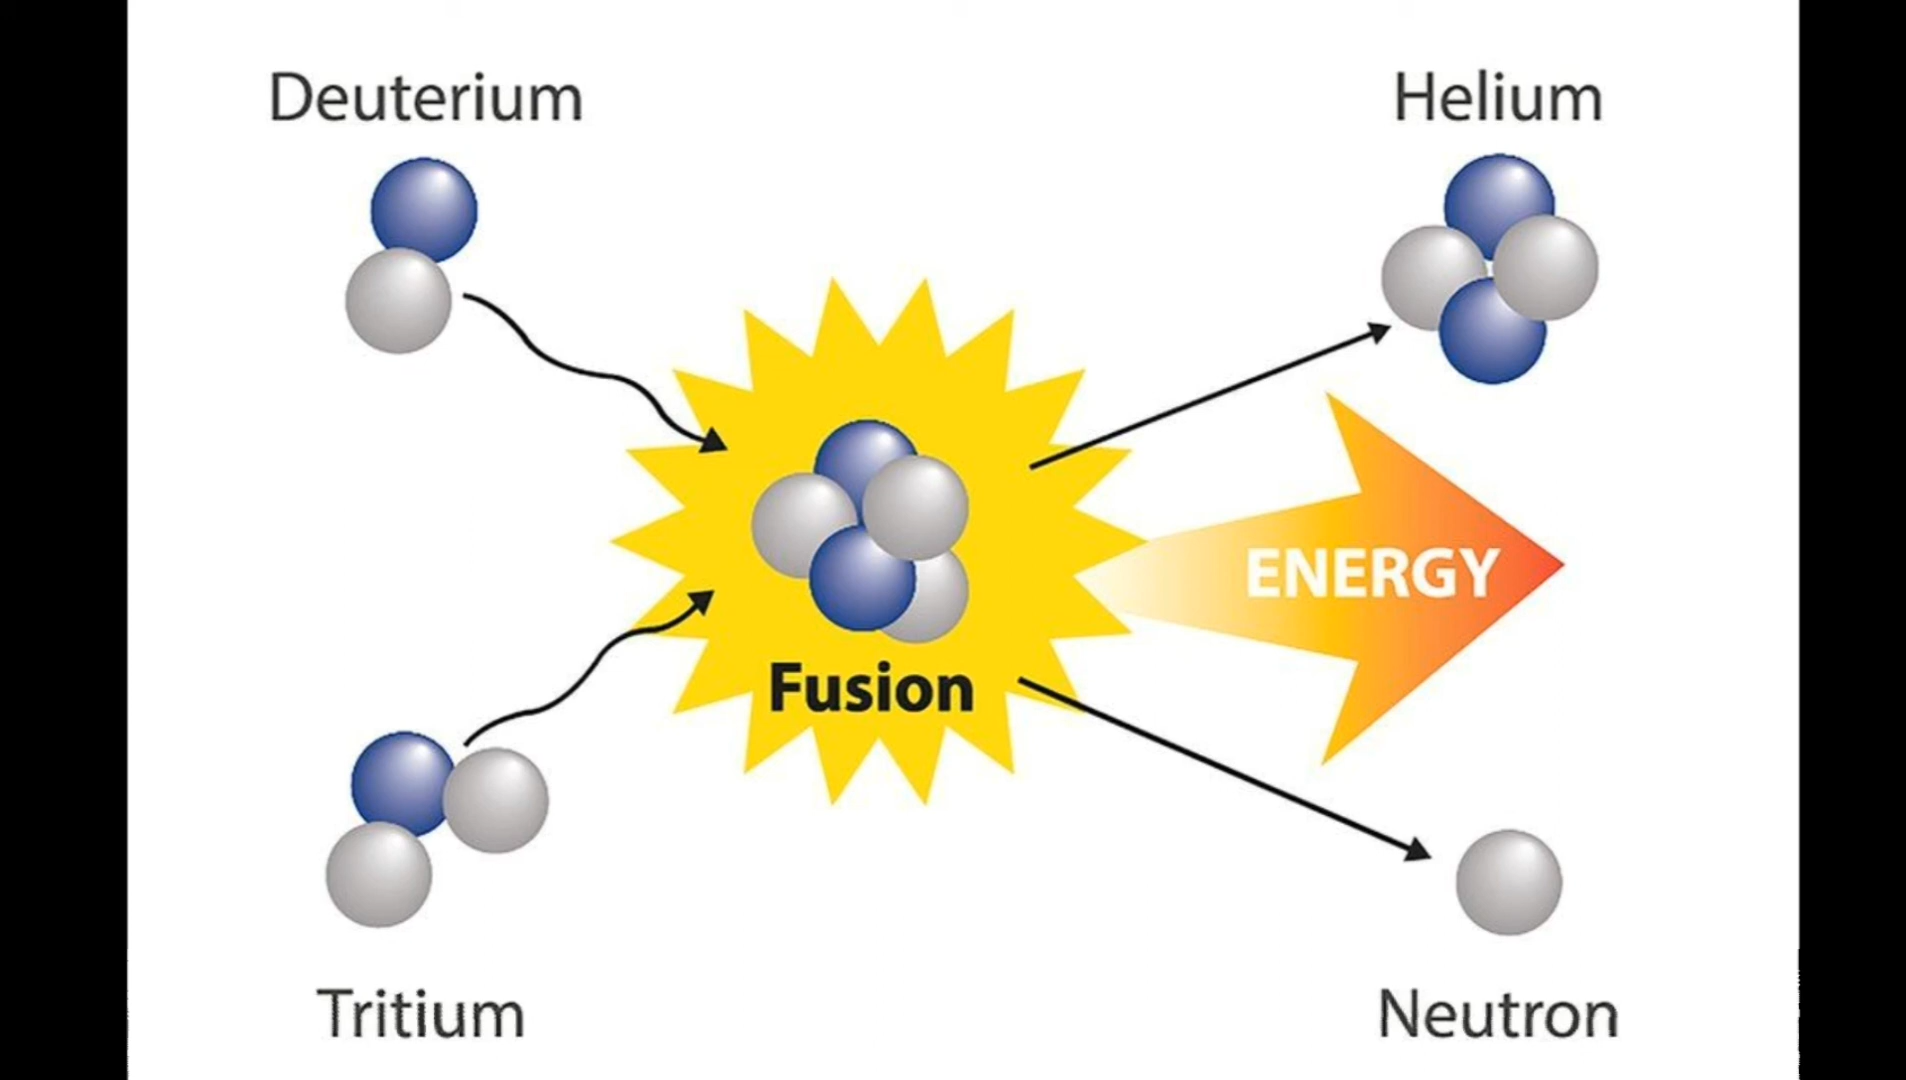 Deuterium
Helium
ENERGY
Fusion
Tritium
Neutron